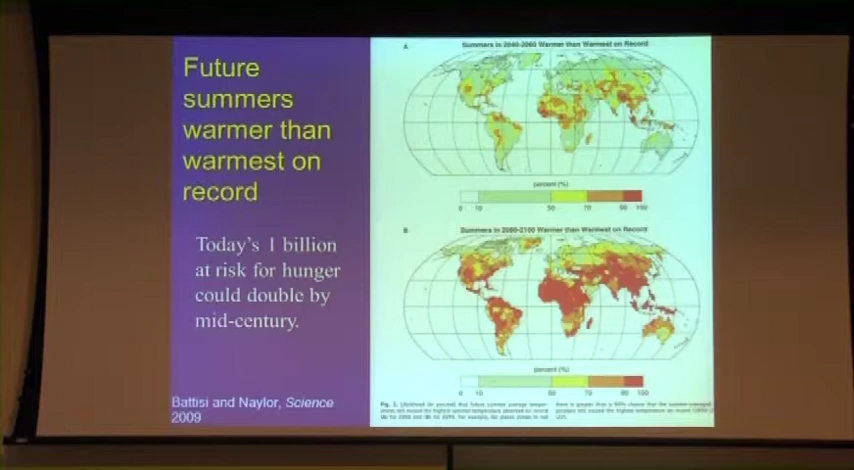 Future
summers
warmer than
warmest on
record
Today's 1 billion
at risk for hunger
could double by
mid-century.
Battisi and Naylor, Science
2009
A
Summers in 2040-2060 Warmer than Warmest on Record
percent (%)
0 10 50 70 90 100
B
Summers in 2080-2100 Warmer than Warmest on Record
percent (%)
0 10 50 70 90 100